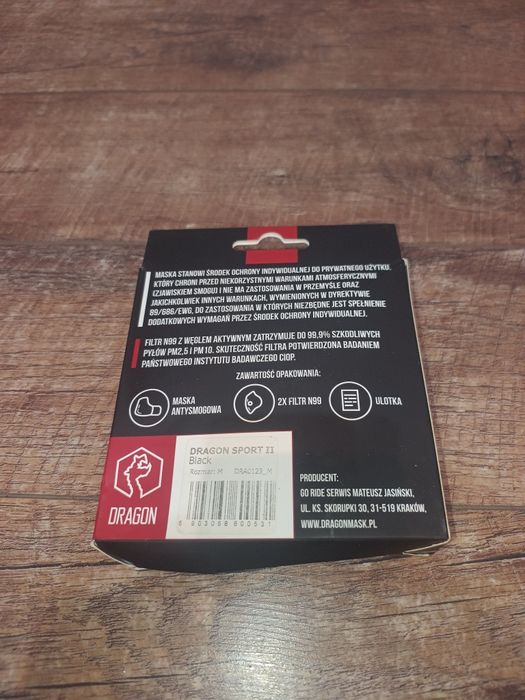 MASKA STANOWI ŚRODEK OCHRONY INDYWIDUALNEJ DO PRYWATNEGO UŻYTKU,
KTÓRY CHRONI PRZED NIEKORZYSTNYMI WARUNKAMI ATMOSFERYCZNYMI
(ZJAWISKIEM SMOGU) I NIE MA ZASTOSOWANIA W PRZEMYŚLE ORAZ
JAKICHKOLWIEK INNYCH WARUNKACH, WYMIENIONYCH W DYREKTYWIE
89/686/EWG, DO ZASTOSOWANIA W KTÓRYCH NIEZBĘDNE JEST SPEŁNIENIE
DODATKOWYCH WYMAGAŃ PRZEZ ŚRODEK OCHRONY INDYWIDUALNEJ.
FILTR N99 Z WĘGLEM AKTYWNYM ZATRZYMUJE DO 99,9% SZKODLIWYCH
PYŁÓW PM2,5 I PM10. SKUTECZNOŚĆ FILTRA POTWIERDZONA BADANIEM
PAŃSTWOWEGO INSTYTUTU BADAWCZEGO CIOP.
ZAWARTOŚĆ OPAKOWANIA:
MASKA
ANTYSMOGOWA
2X FILTR N99
ULOTKA
DRAGON
DRAGON SPORT II
Black
Rozmiar: M DRA0123_M
5903068600531
PRODUCENT:
GO RIDE SERWIS MATEUSZ JASIŃSKI,
UL. KS. SKORUPKI 30, 31-519 KRAKÓW,
WWW.DRAGONMASK.PL